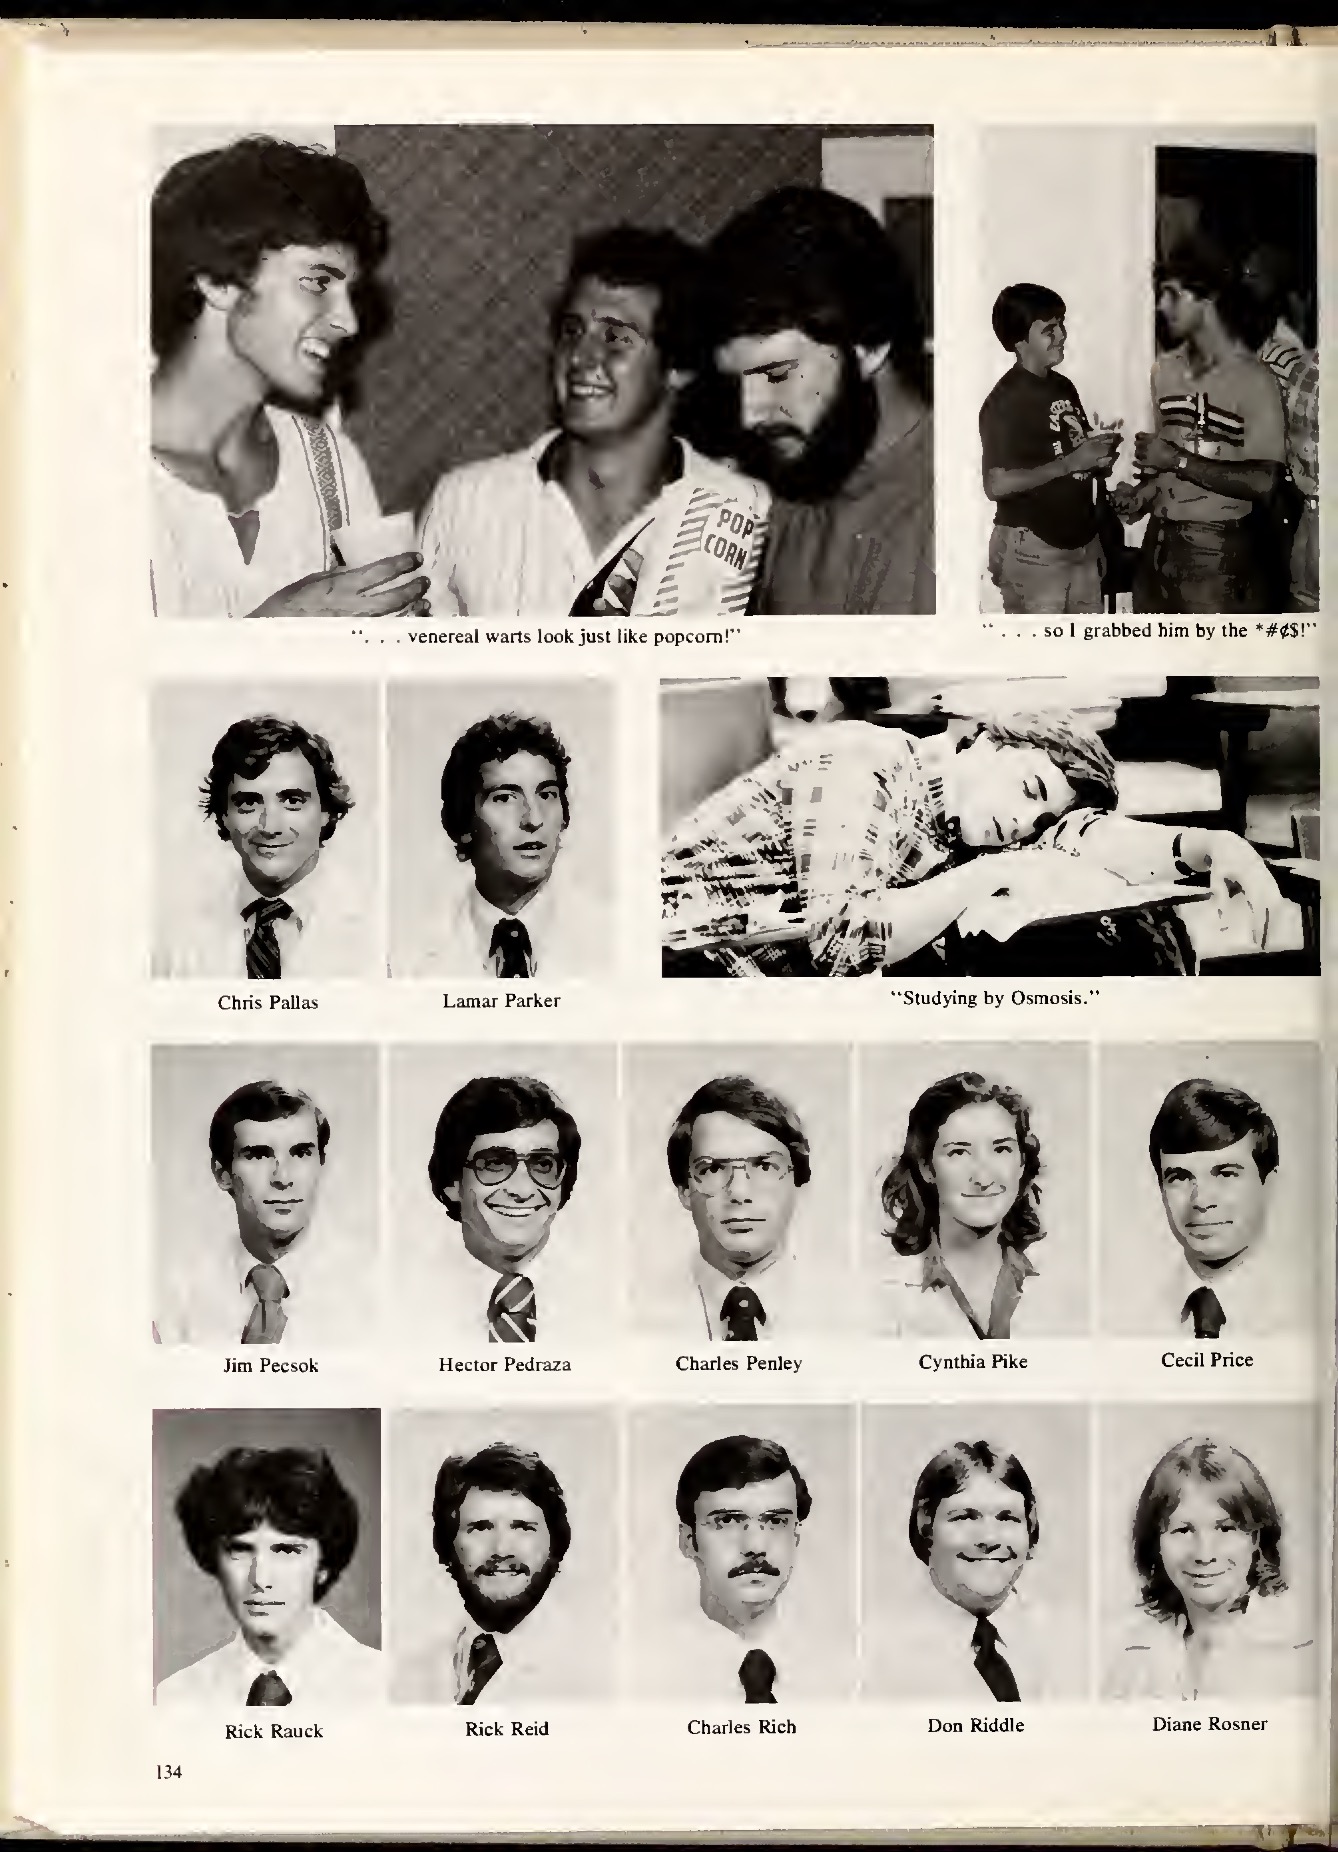 POP
CORN
". . . venereal warts look just like popcorn!"
". . . so I grabbed him by the *#¢$!"
Chris Pallas
Lamar Parker
"Studying by Osmosis."
Jim Pecsok
Hector Pedraza
Charles Penley
Cynthia Pike
Cecil Price
Rick Rauck
Rick Reid
Charles Rich
Don Riddle
Diane Rosner
134